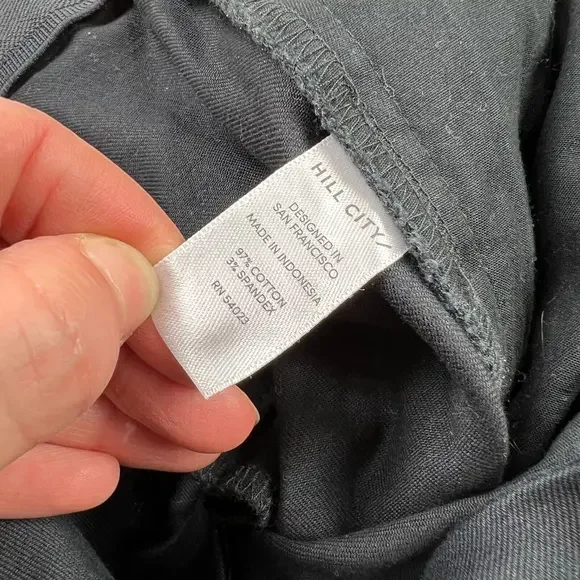 HILL CITY/
DESIGNED IN
SAN FRANCISCO
MADE IN INDONESIA
97% COTTON
3% SPANDEX
RN 54023